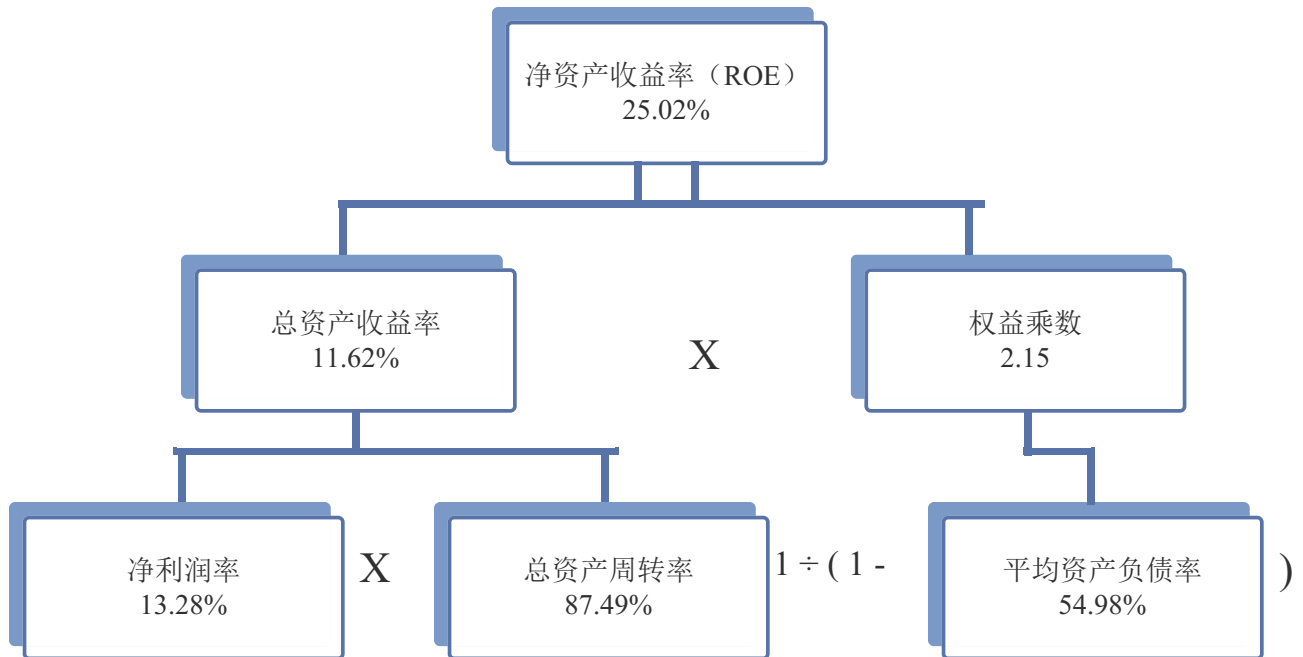 净资产收益率（ROE）
25.02%
总资产收益率
11.62%
X
权益乘数
2.15
净利润率
13.28%
X
总资产周转率
87.49%
1 ÷ ( 1 -
平均资产负债率
54.98%
)